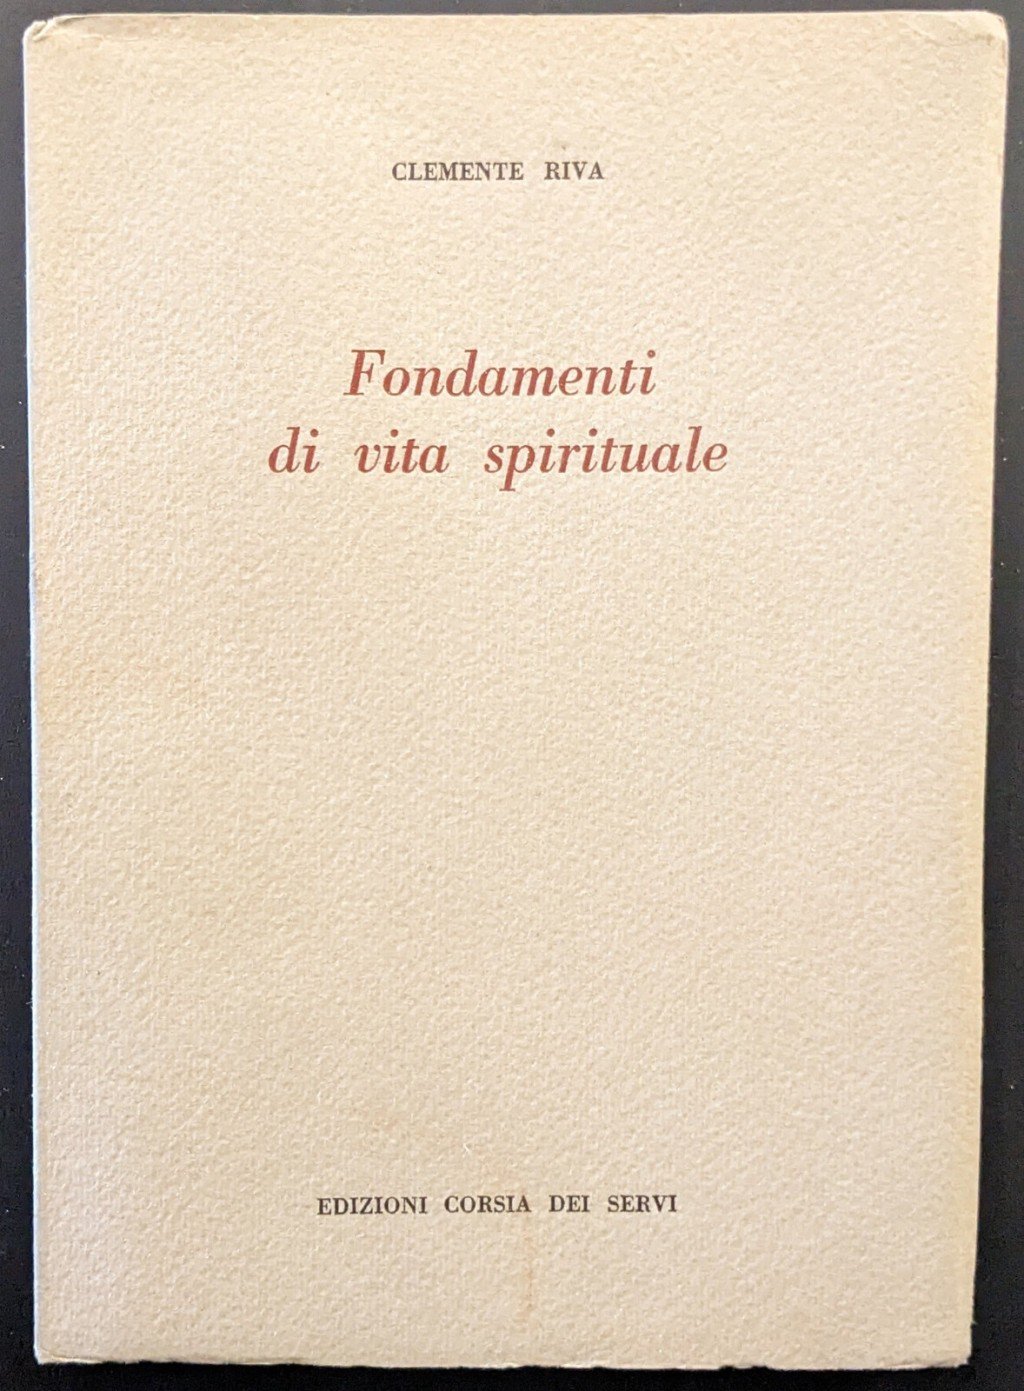 CLEMENTE RIVA
Fondamenti
di vita spirituale
EDIZIONI CORSIA DEI SERVI